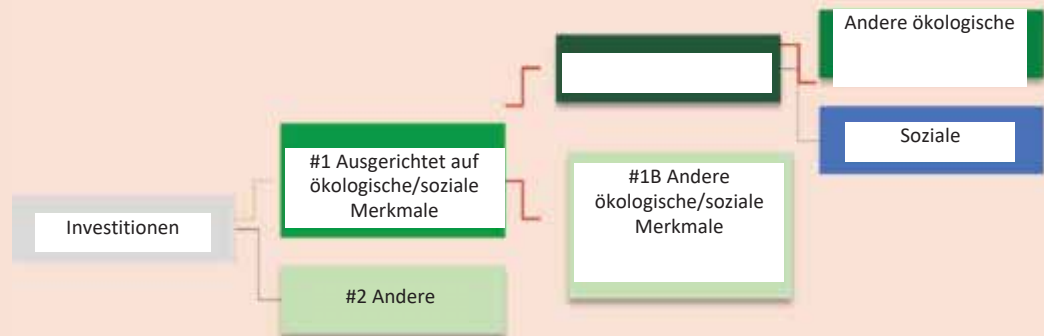 Investitionen
#1 Ausgerichtet auf
ökologische/soziale
Merkmale
#2 Andere
#1B Andere
ökologische/soziale
Merkmale
Andere ökologische
Soziale